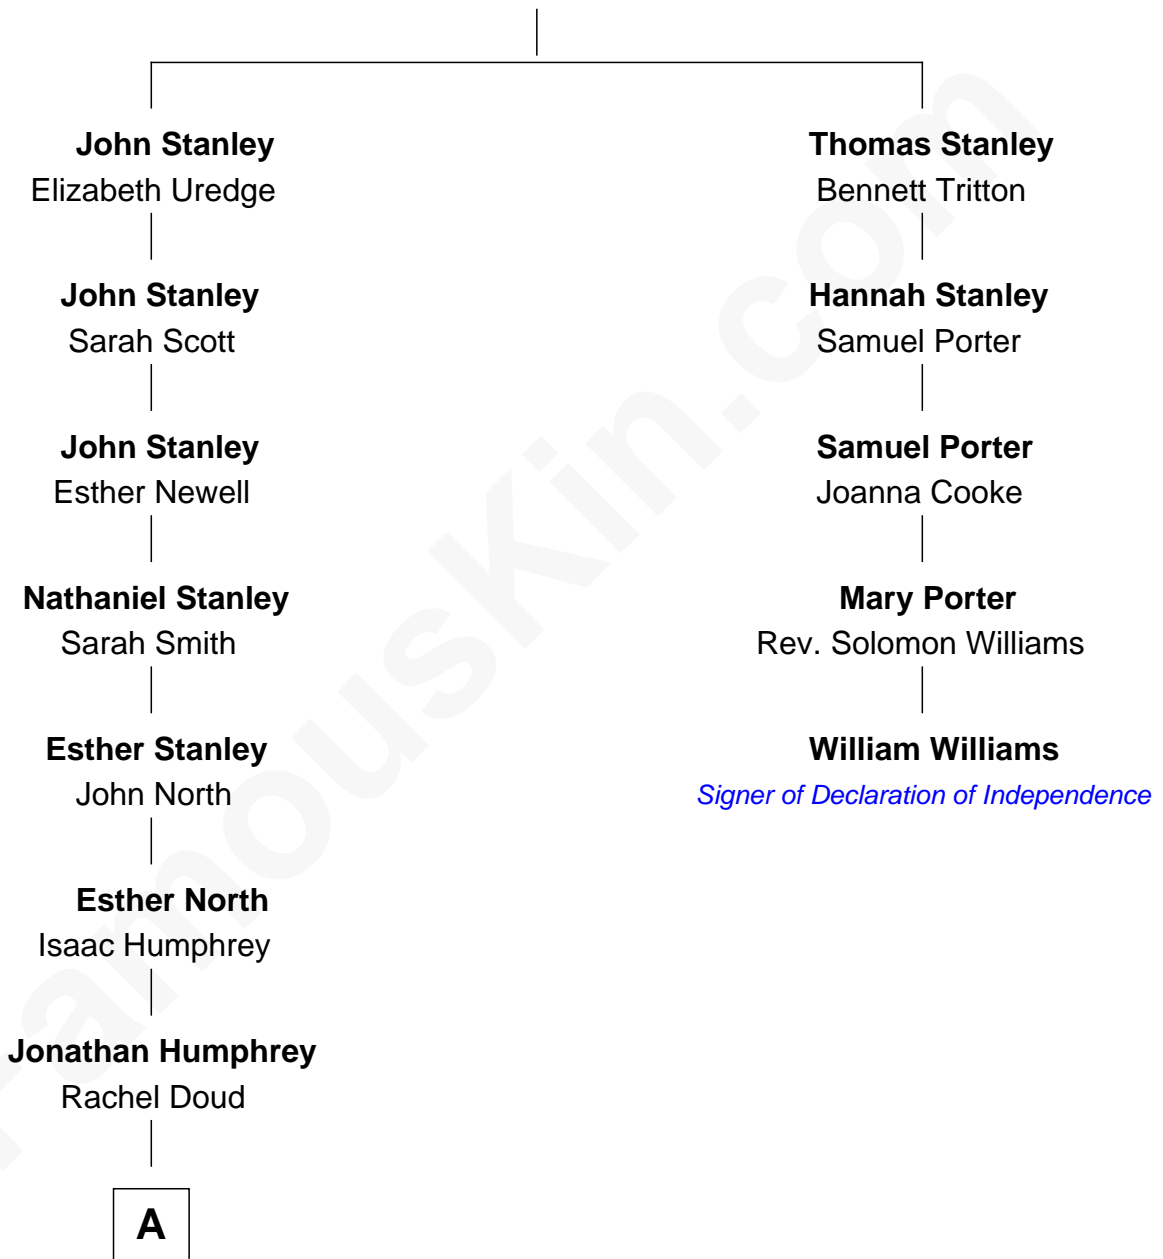 John Stanley
Elizabeth Uredge
John Stanley
Sarah Scott
John Stanley
Esther Newell
Nathaniel Stanley
Sarah Smith
Esther Stanley
John North
Esther North
Isaac Humphrey
Jonathan Humphrey
Rachel Doud
A
Thomas Stanley
Bennett Tritton
Hannah Stanley
Samuel Porter
Samuel Porter
Joanna Cooke
Mary Porter
Rev. Solomon Williams
William Williams
Signer of Declaration of Independence
FamousKin.com